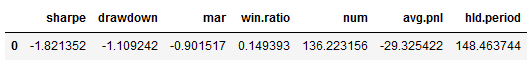 sharpe drawdown mar win.ratio num avg.pnl hld.period
0 -1.821352 -1.109242 -0.901517 0.149393 136.223156 -29.325422 148.463744